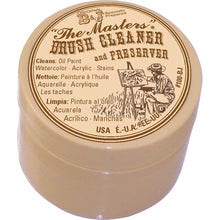 B&J
"The Masters"
BRUSH CLEANER
and PRESERVER
Cleans: Oil Paint
Watercolor · Acrylic · Stains
Nettoie: Peinture à l'huile
Aquarelle · Acrylique
Les taches
Limpia: Pintura al óleo
Acuarela
Acrílico · Manchas
USA É.-U.A.